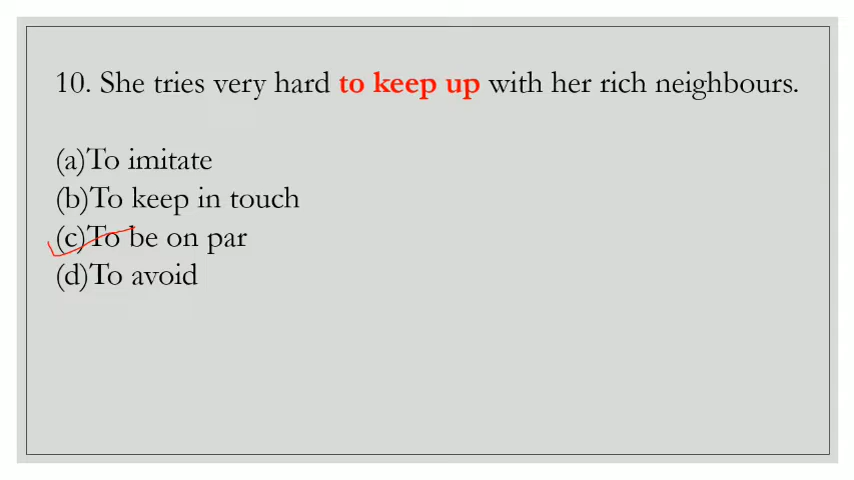 10. She tries very hard to keep up with her rich neighbours.
(a)To imitate
(b)To keep in touch
(c)To be on par
(d)To avoid